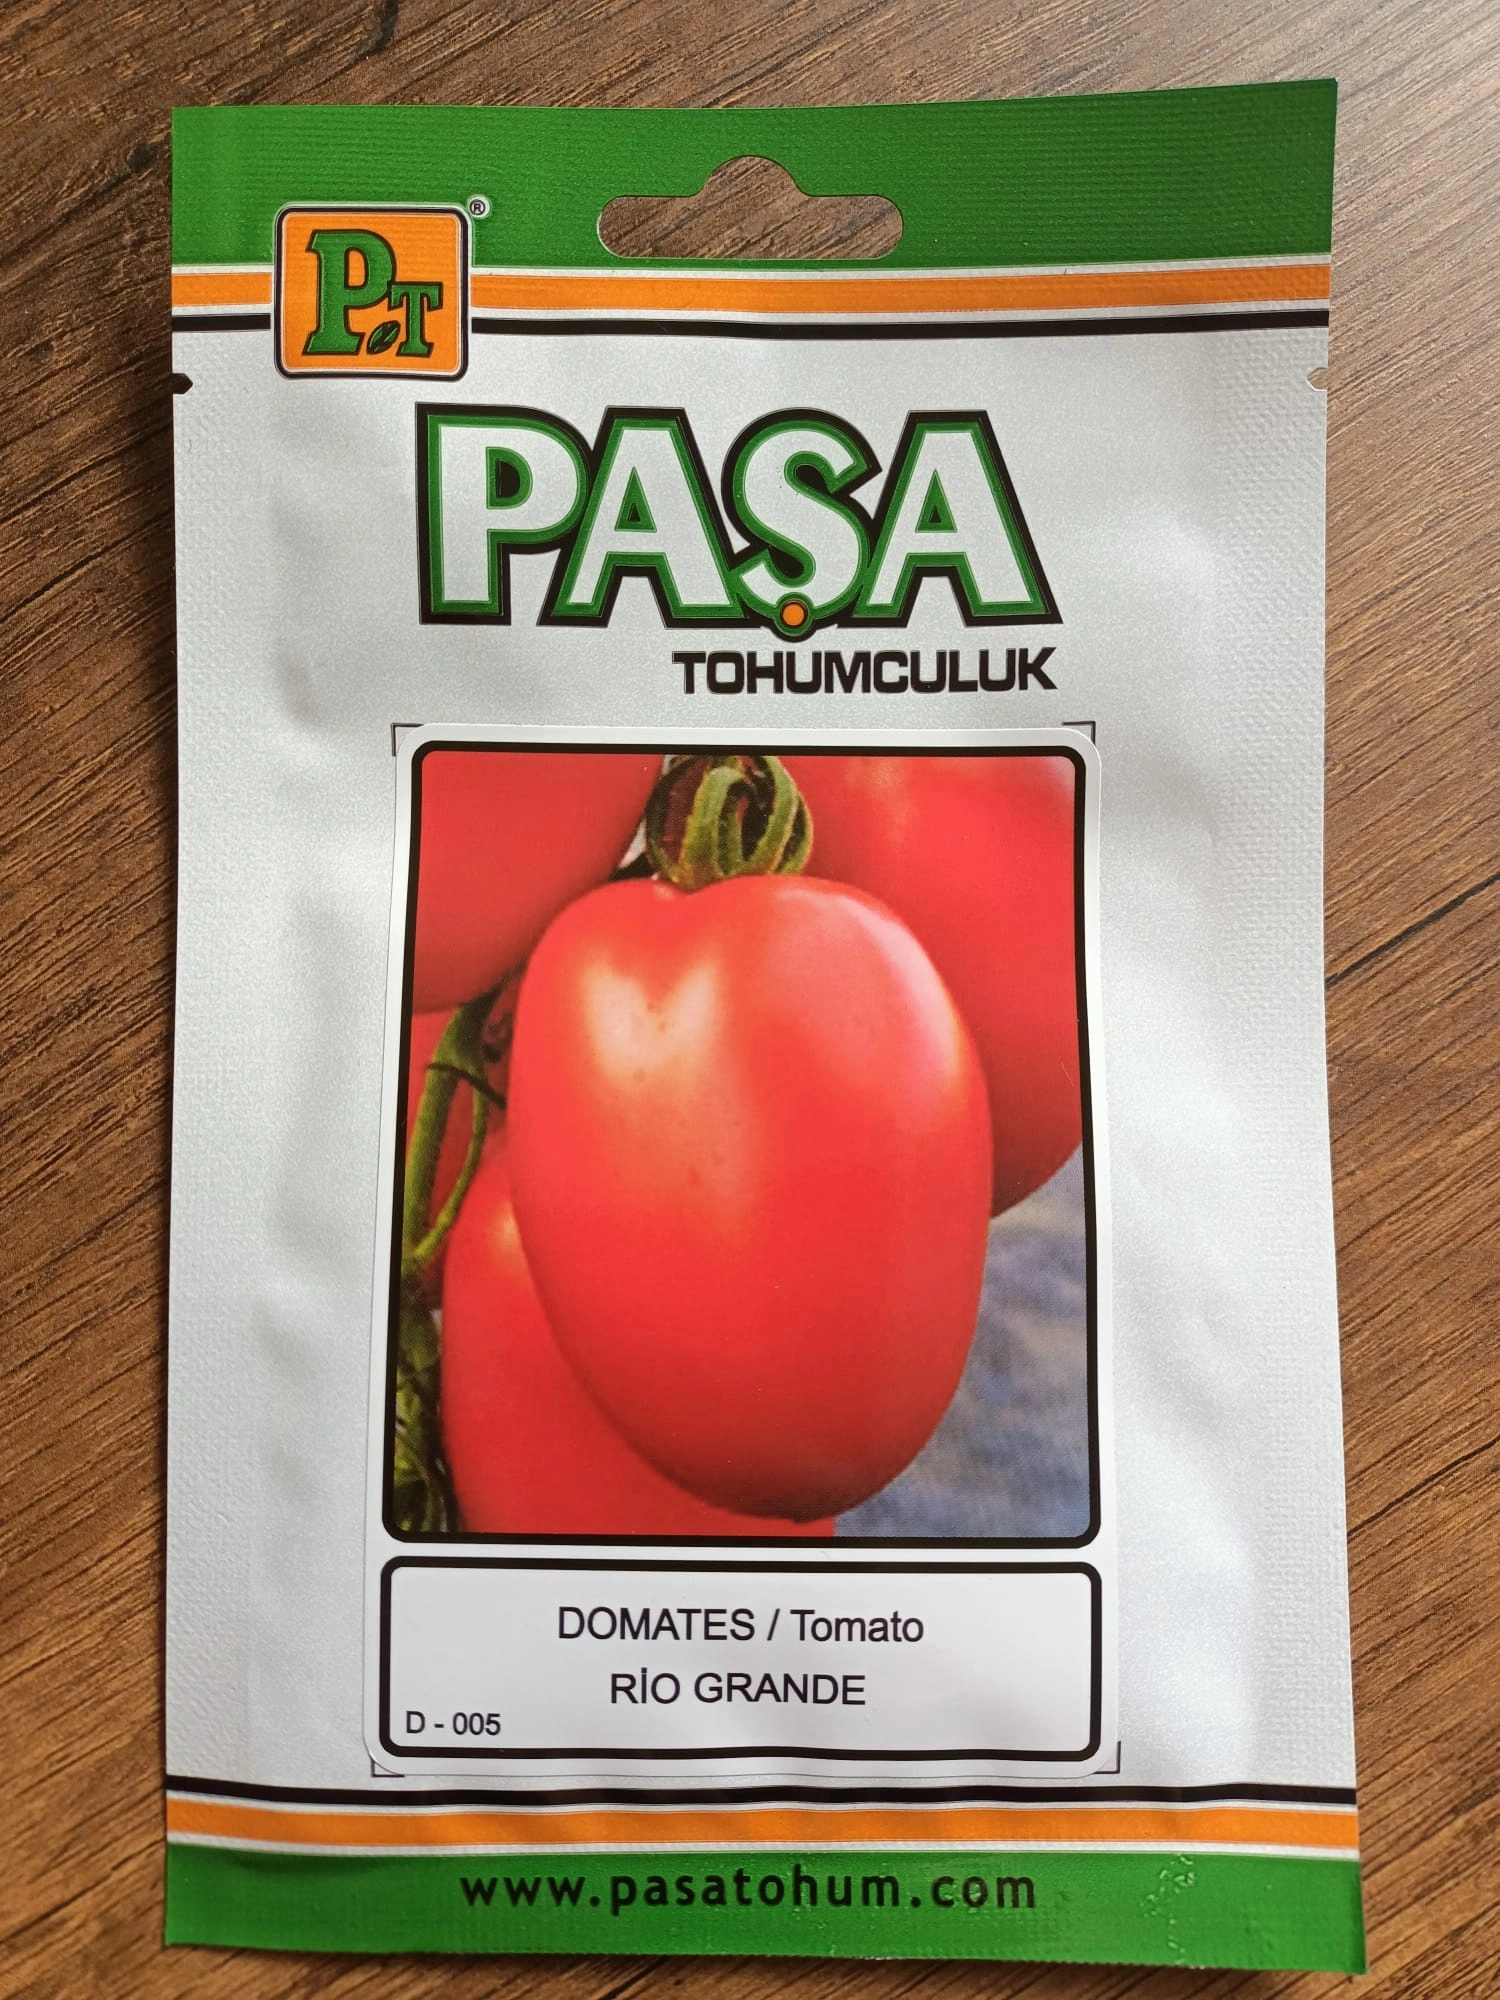 PT®
PAŞA
TOHUMCULUK
DOMATES / Tomato
RİO GRANDE
D - 005
www.pasatohum.com